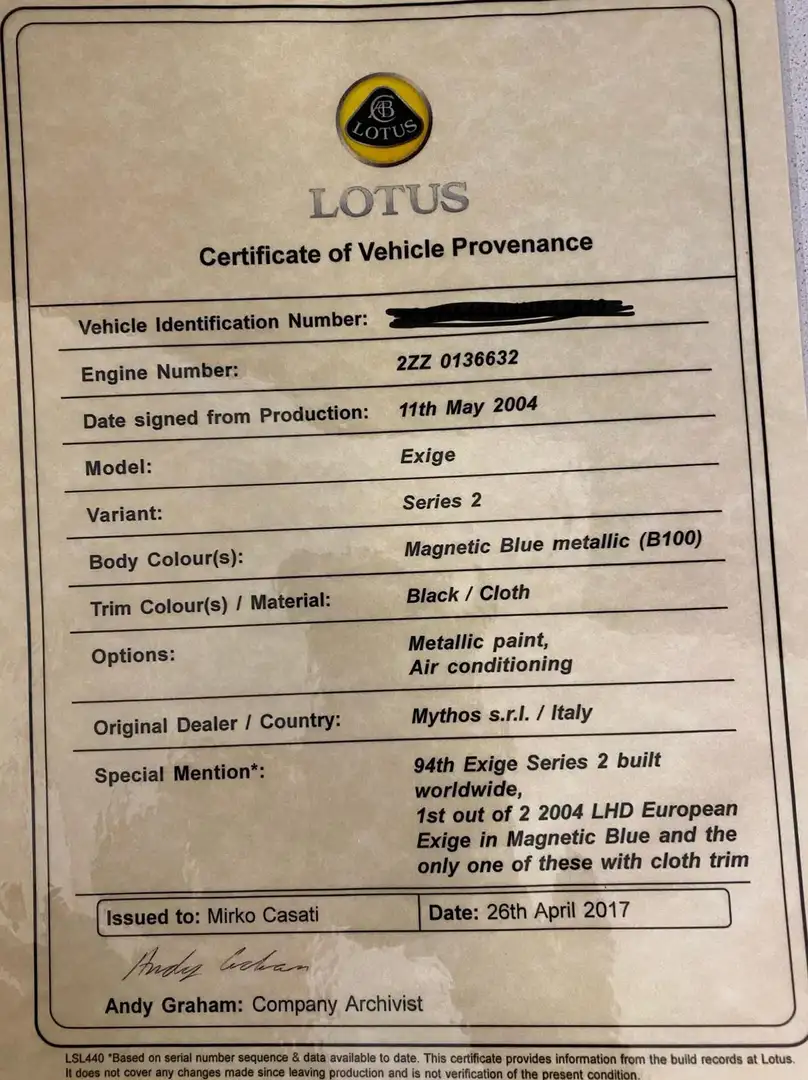 LOTUS
LOTUS
Certificate of Vehicle Provenance
Vehicle Identification Number:
Engine Number: 2ZZ 0136632
Date signed from Production: 11th May 2004
Model: Exige
Variant: Series 2
Body Colour(s): Magnetic Blue metallic (B100)
Trim Colour(s) / Material: Black / Cloth
Options: Metallic paint,
Air conditioning
Original Dealer / Country: Mythos s.r.l. / Italy
Special Mention*: 94th Exige Series 2 built
worldwide,
1st out of 2 2004 LHD European
Exige in Magnetic Blue and the
only one of these with cloth trim
Issued to: Mirko Casati Date: 26th April 2017
Andy Graham
Andy Graham: Company Archivist
LSL440 *Based on serial number sequence & data available to date. This certificate provides information from the build records at Lotus.
It does not cover any changes made since leaving production and is not verification of the present condition.